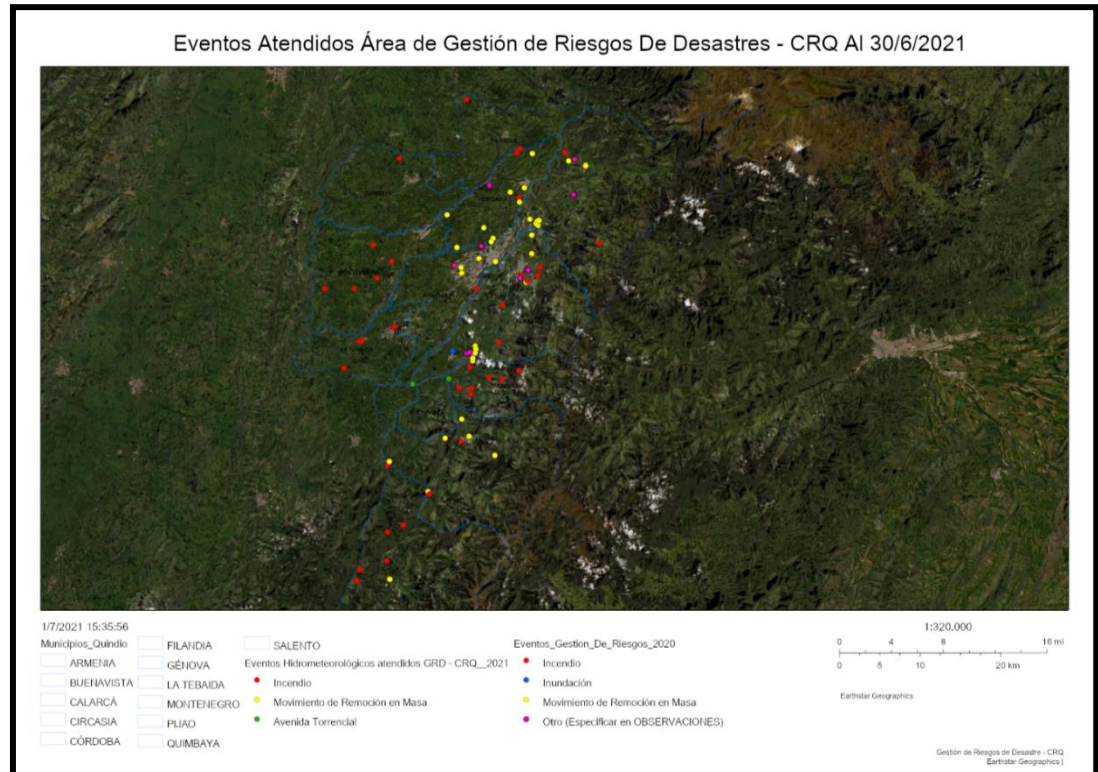 Eventos Atendidos Área de Gestión de Riesgos De Desastres - CRQ Al 30/6/2021
1/7/2021 15:35:56
Municipios_Quindio
ARMENIA
BUENAVISTA
CALARCÁ
CIRCASIA
CÓRDOBA
FILANDIA
GÉNOVA
LA TEBAIDA
MONTENEGRO
PIJAO
QUIMBAYA
SALENTO
Eventos Hidrometeorológicos atendidos GRD - CRQ__2021
Incendio
Movimiento de Remoción en Masa
Avenida Torrencial
Eventos_Gestion_De_Riesgos_2020
Incendio
Inundación
Movimiento de Remoción en Masa
Otro (Especificar en OBSERVACIONES)
1:320,000
0 4 8 16 mi
0 5 10 20 km
Earthstar Geographics
Gestión de Riesgos de Desastre - CRQ
Earthstar Geographics |